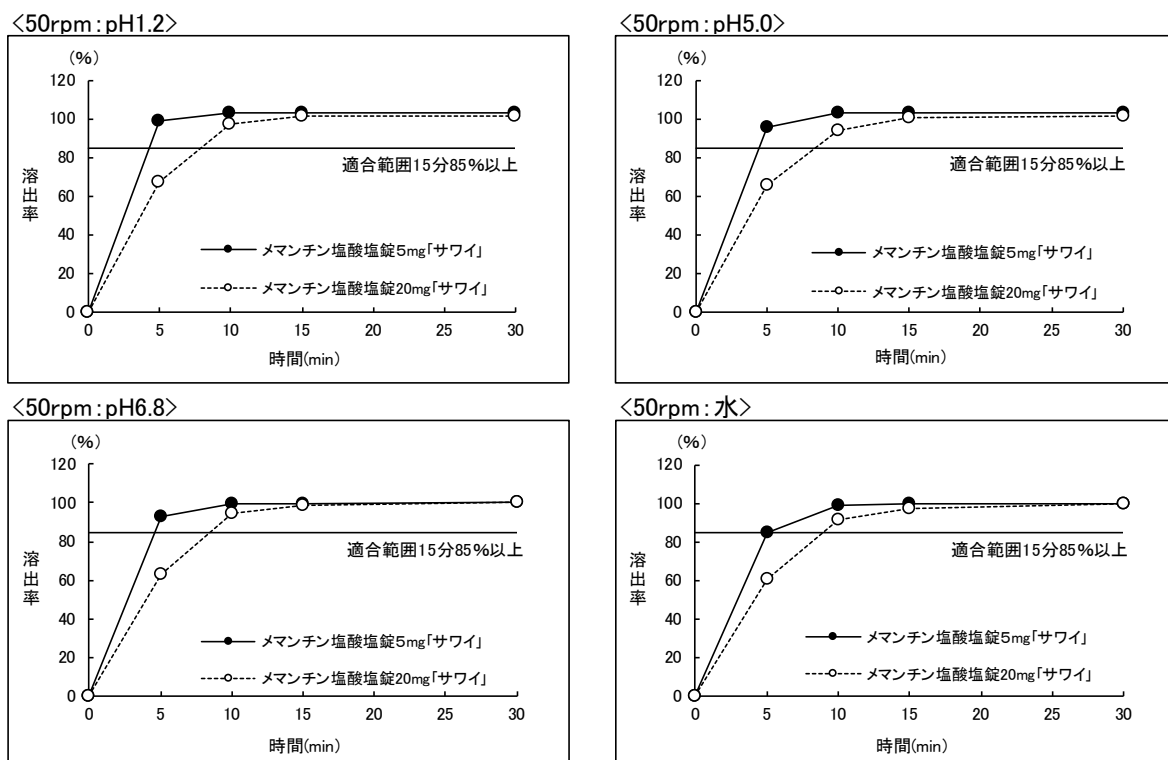 <50rpm:pH1.2>
(%)
120
100
80
60
40
20
0
溶出率
適合範囲15分85%以上
メマンチン塩酸塩錠5mg「サワイ」
メマンチン塩酸塩錠20mg「サワイ」
0 5 10 15 20 25 30
時間(min)
<50rpm:pH5.0>
(%)
120
100
80
60
40
20
0
溶出率
適合範囲15分85%以上
メマンチン塩酸塩錠5mg「サワイ」
メマンチン塩酸塩錠20mg「サワイ」
0 5 10 15 20 25 30
時間(min)
<50rpm:pH6.8>
(%)
120
100
80
60
40
20
0
溶出率
適合範囲15分85%以上
メマンチン塩酸塩錠5mg「サワイ」
メマンチン塩酸塩錠20mg「サワイ」
0 5 10 15 20 25 30
時間(min)
<50rpm:水>
(%)
120
100
80
60
40
20
0
溶出率
適合範囲15分85%以上
メマンチン塩酸塩錠5mg「サワイ」
メマンチン塩酸塩錠20mg「サワイ」
0 5 10 15 20 25 30
時間(min)